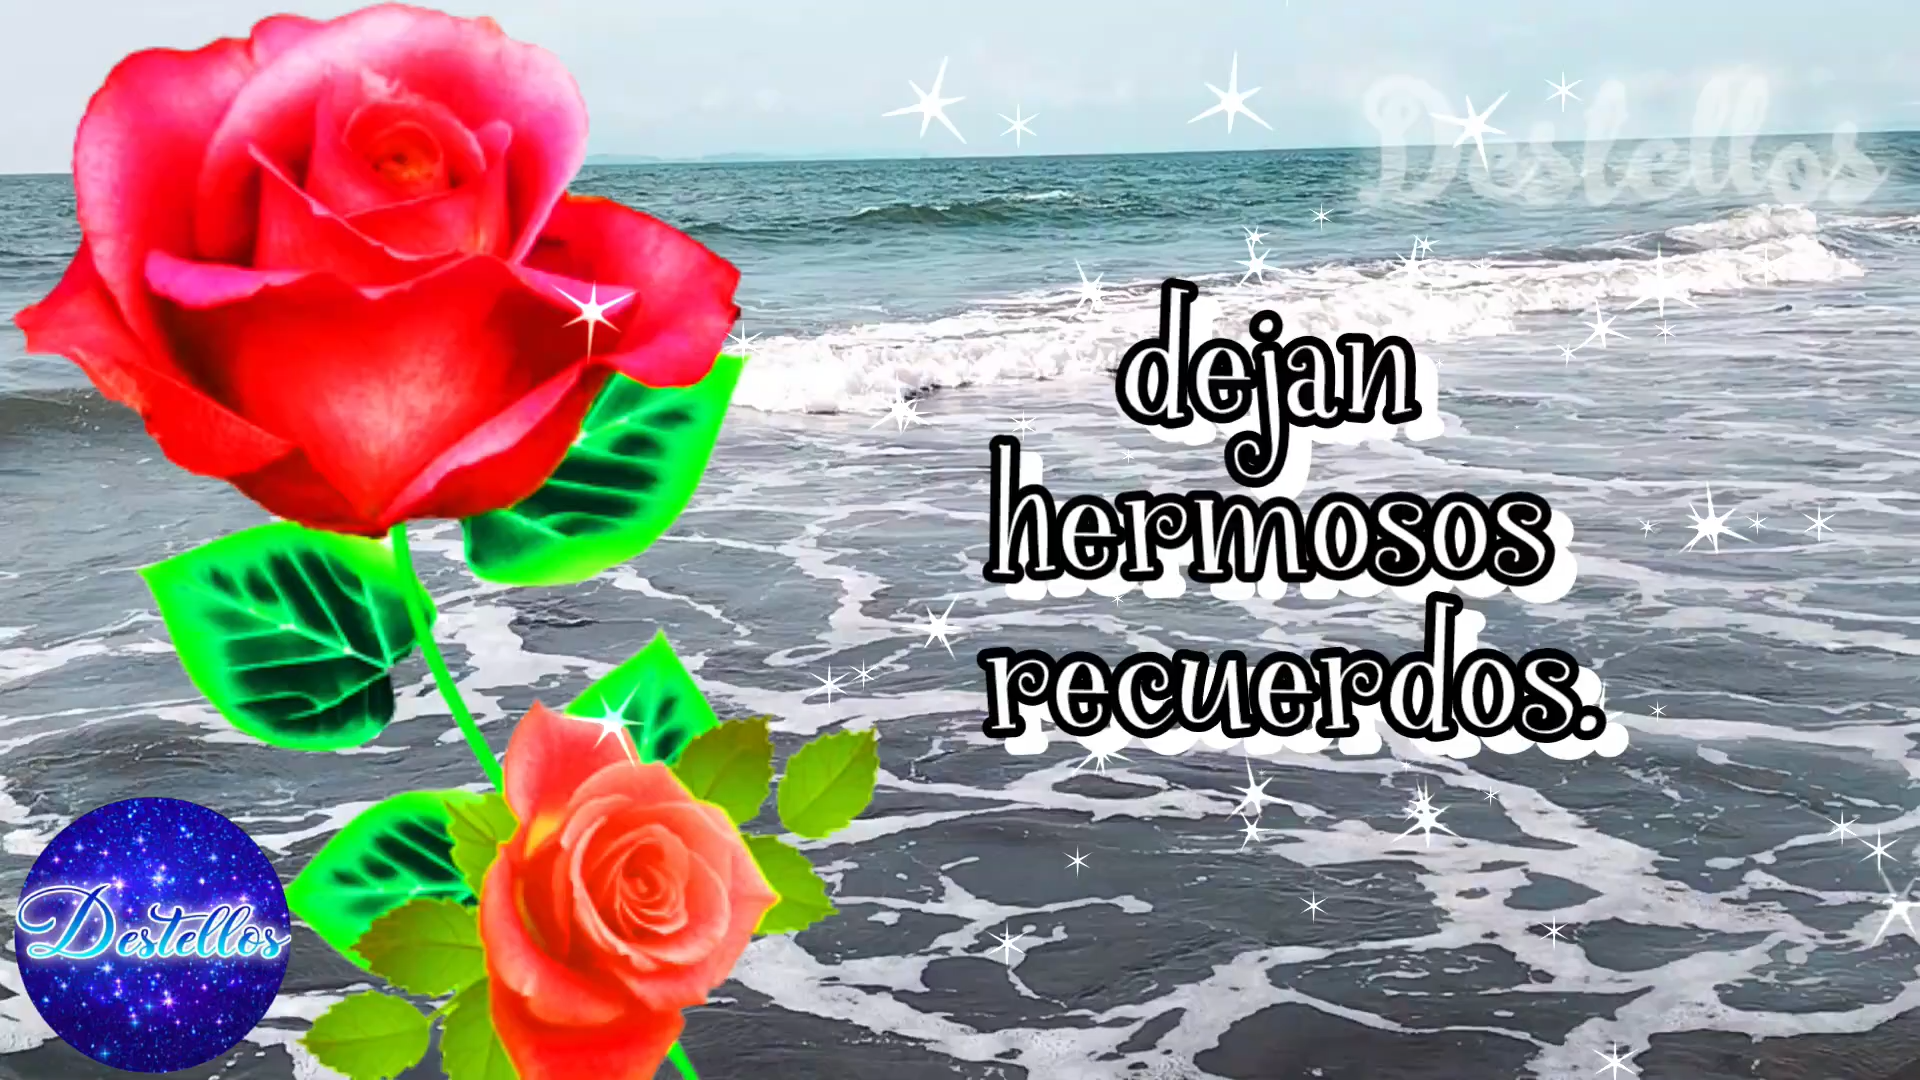 Destellos
dejan
hermosos
recuerdos.
Destellos